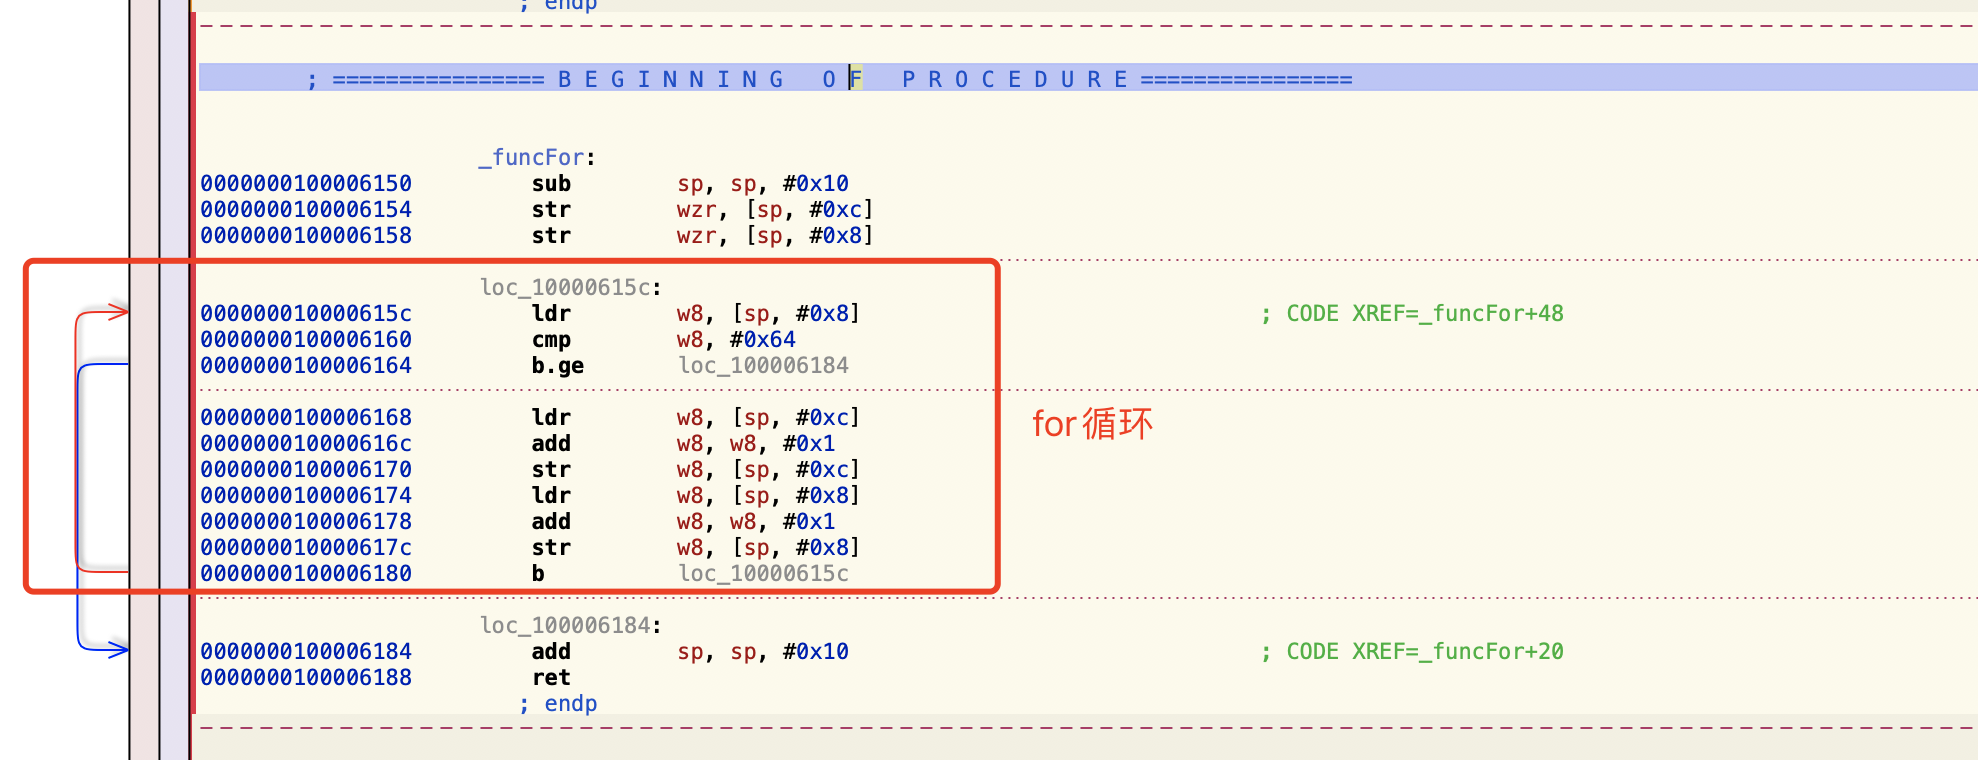 ; endp
; ================ B E G I N N I N G   O F   P R O C E D U R E ================
_funcFor:
0000000100006150 sub sp, sp, #0x10
0000000100006154 str wzr, [sp, #0xc]
0000000100006158 str wzr, [sp, #0x8]
loc_10000615c:
000000010000615c ldr w8, [sp, #0x8] ; CODE XREF=_funcFor+48
0000000100006160 cmp w8, #0x64
0000000100006164 b.ge loc_100006184
0000000100006168 ldr w8, [sp, #0xc]
000000010000616c add w8, w8, #0x1
for循环
0000000100006170 str w8, [sp, #0xc]
0000000100006174 ldr w8, [sp, #0x8]
0000000100006178 add w8, w8, #0x1
000000010000617c str w8, [sp, #0x8]
0000000100006180 b loc_10000615c
loc_100006184:
0000000100006184 add sp, sp, #0x10 ; CODE XREF=_funcFor+20
0000000100006188 ret
; endp